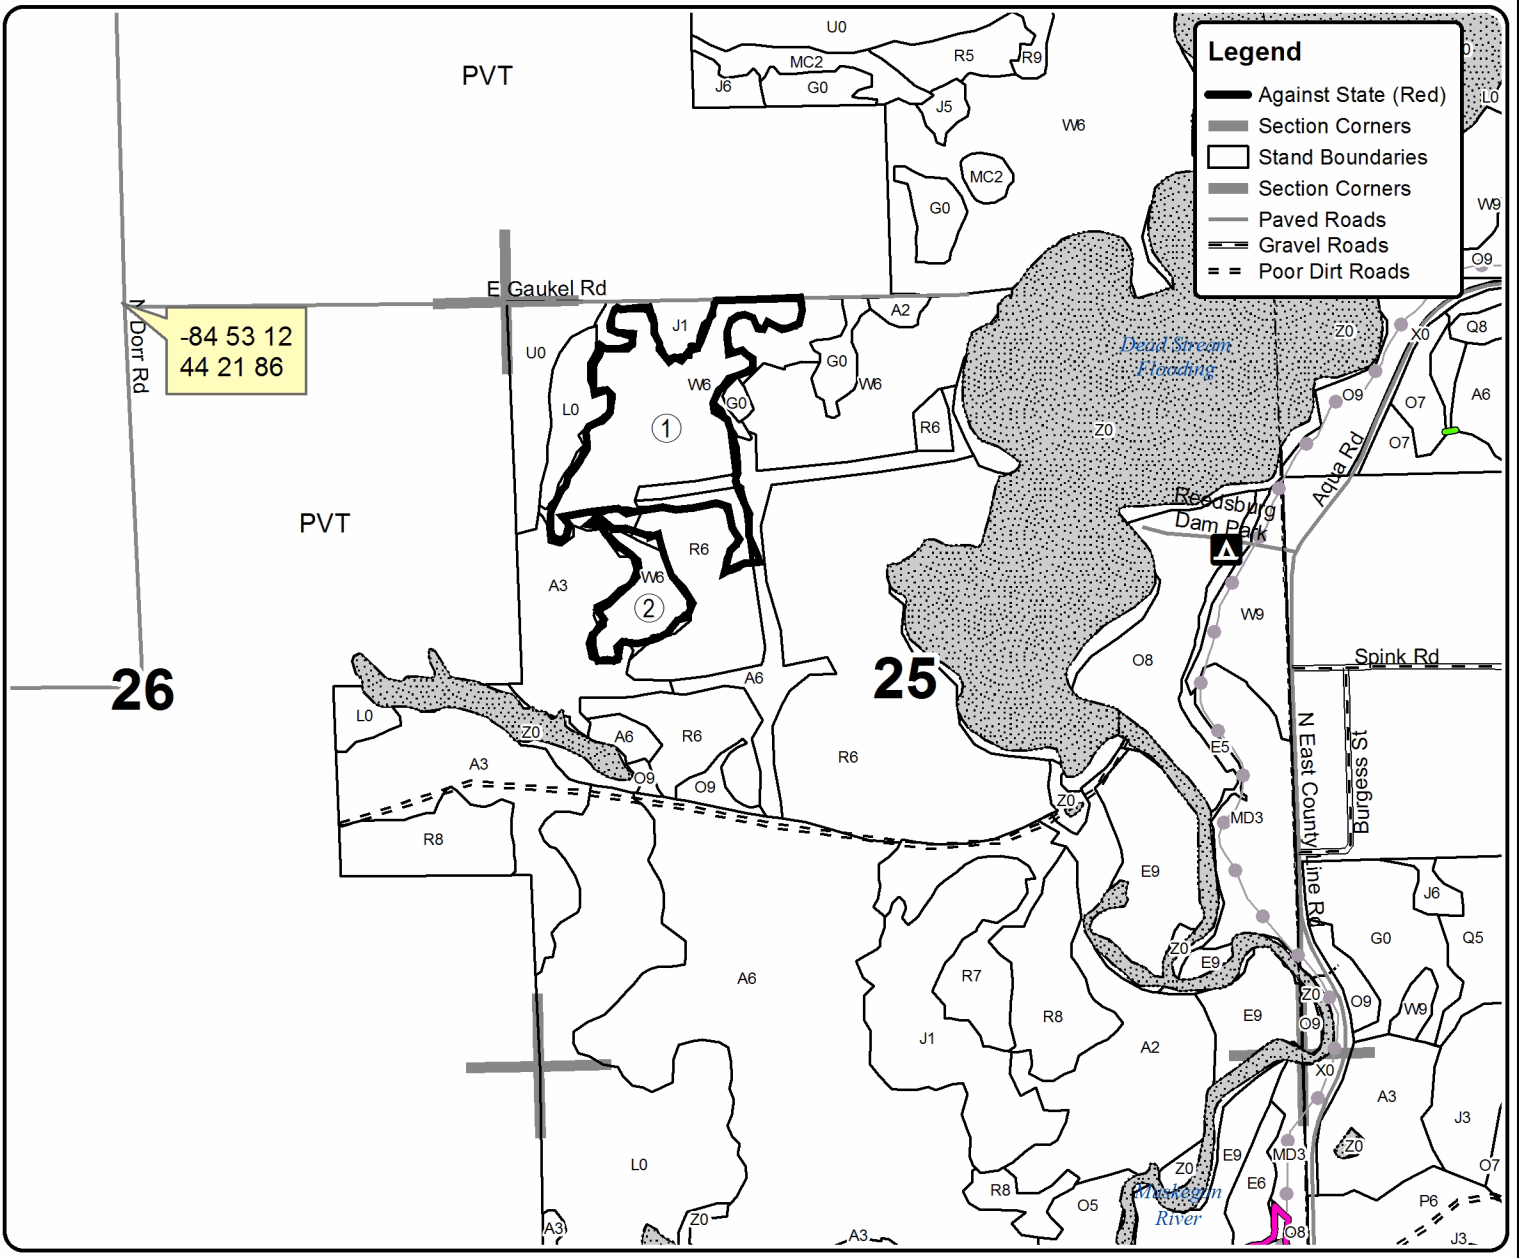 U0
PVT
MC2
R5
R9
J6
G0
J5
W6
MC2
G0
Legend
Against State (Red)
Section Corners
Stand Boundaries
Section Corners
Paved Roads
Gravel Roads
Poor Dirt Roads
L0
W9
O9
E Gaukel Rd
N Dorr Rd
-84 53 12
44 21 86
U0
J1
A2
G0
W6
W6
G0
L0
1
R6
Dead Stream
Flooding
Z0
Z0
X0
Q8
O9
O7
A6
O7
Aqua Rd
Reedsburg
Dam Park
PVT
R6
A3
W6
2
W9
O8
Spink Rd
26
25
A6
L0
Z0
A6
R6
R6
E5
N East County Line Rd
Burgess St
A3
O9
O9
Z0
MD3
R8
E9
J6
G0
Q5
Z0
E9
A6
R7
R8
J1
A2
E9
Z0
O9
O9
W9
X0
A3
J3
Z0
L0
R8
O5
Z0
E9
MD3
E6
Muskegon
River
O7
P6
A3
Z0
A3
O8
J3